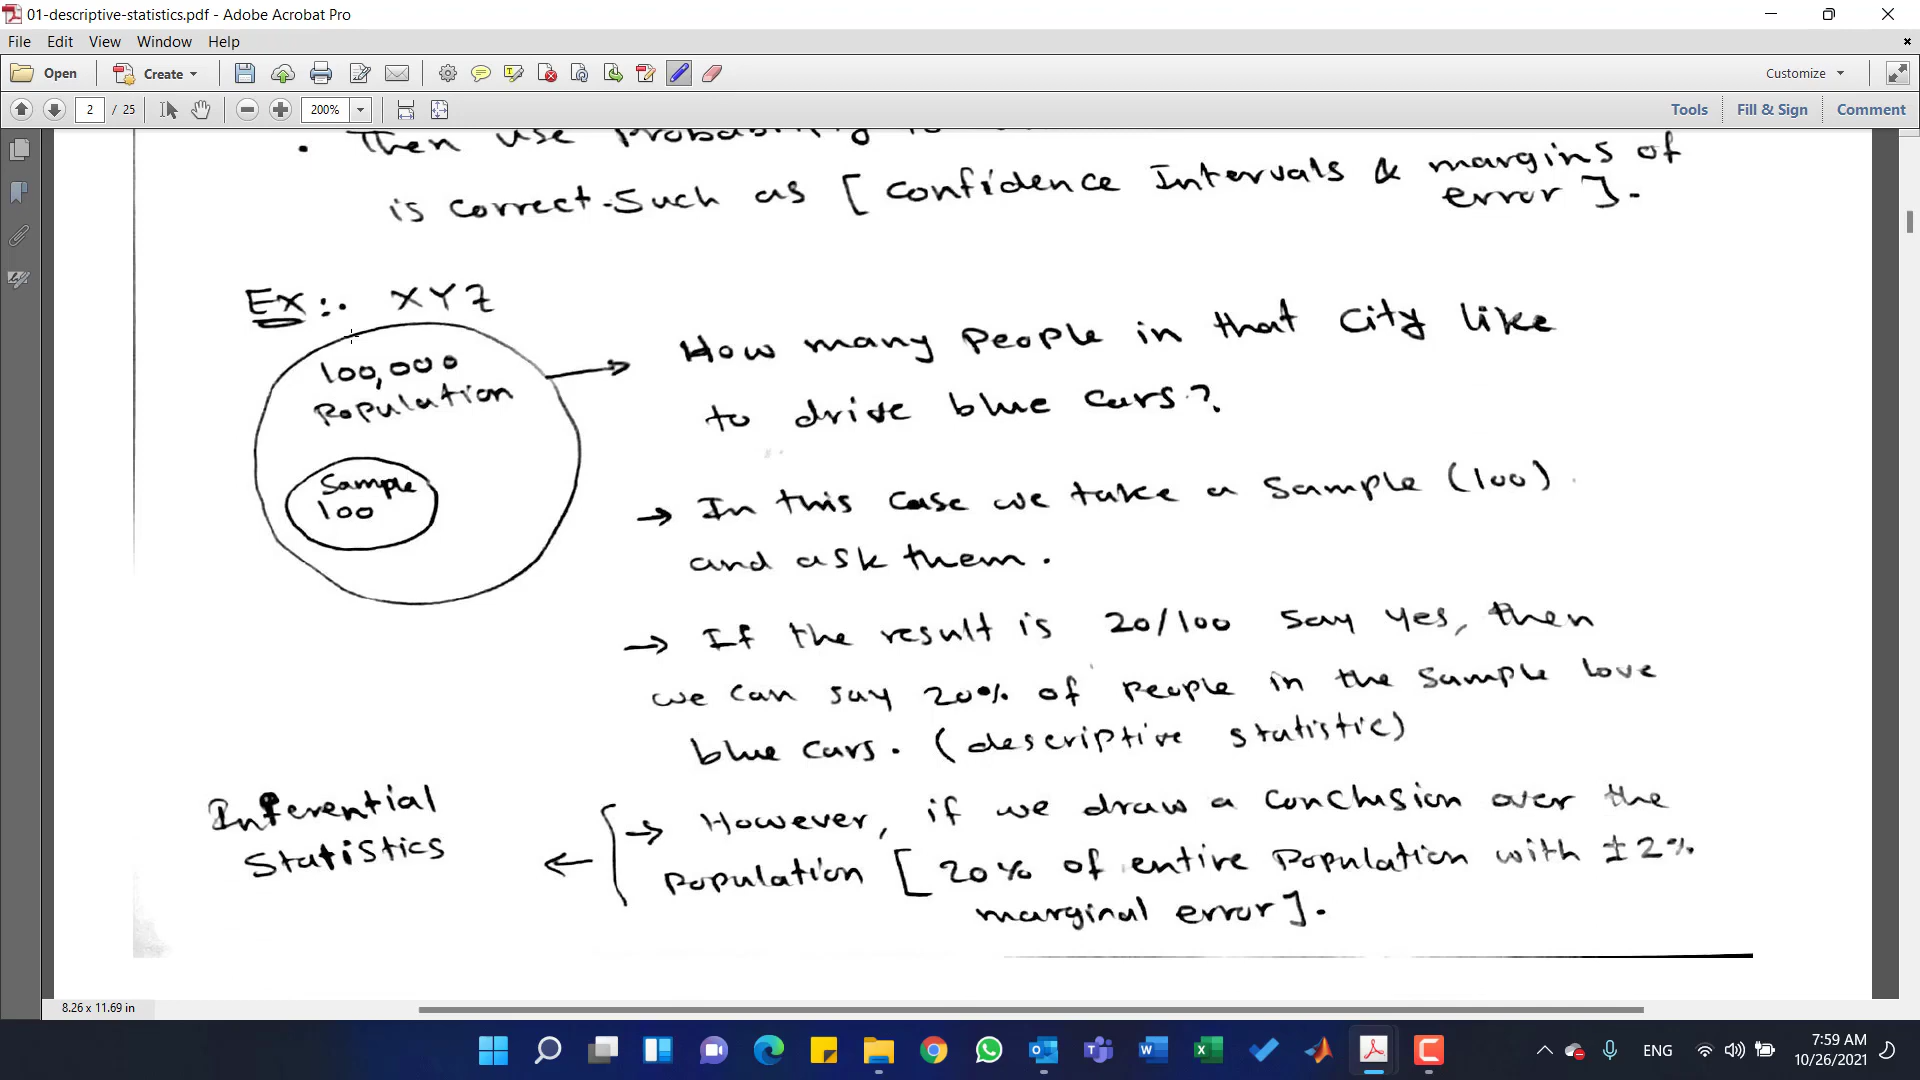 01-descriptive-statistics.pdf - Adobe Acrobat Pro
File Edit View Window Help
Open Create Customize
2 / 25 200% Tools Fill & Sign Comment
. Then use Probability
is correct. Such as [ confidence Intervals & margins of
error ].
Ex:. XYZ
100,000
Population
Sample
100
→ How many people in that city like
to drive blue cars?
→ In this case we take a sample (100)
and ask them.
→ If the result is 20/100 say yes, then
we can say 20% of people in the sample love
blue cars. (descriptive statistic)
Inferential
Statistics
← → However, if we draw a conclusion over the
population [ 20% of entire population with ±2%
marginal error].
8.26 x 11.69 in
ENG
7:59 AM
10/26/2021